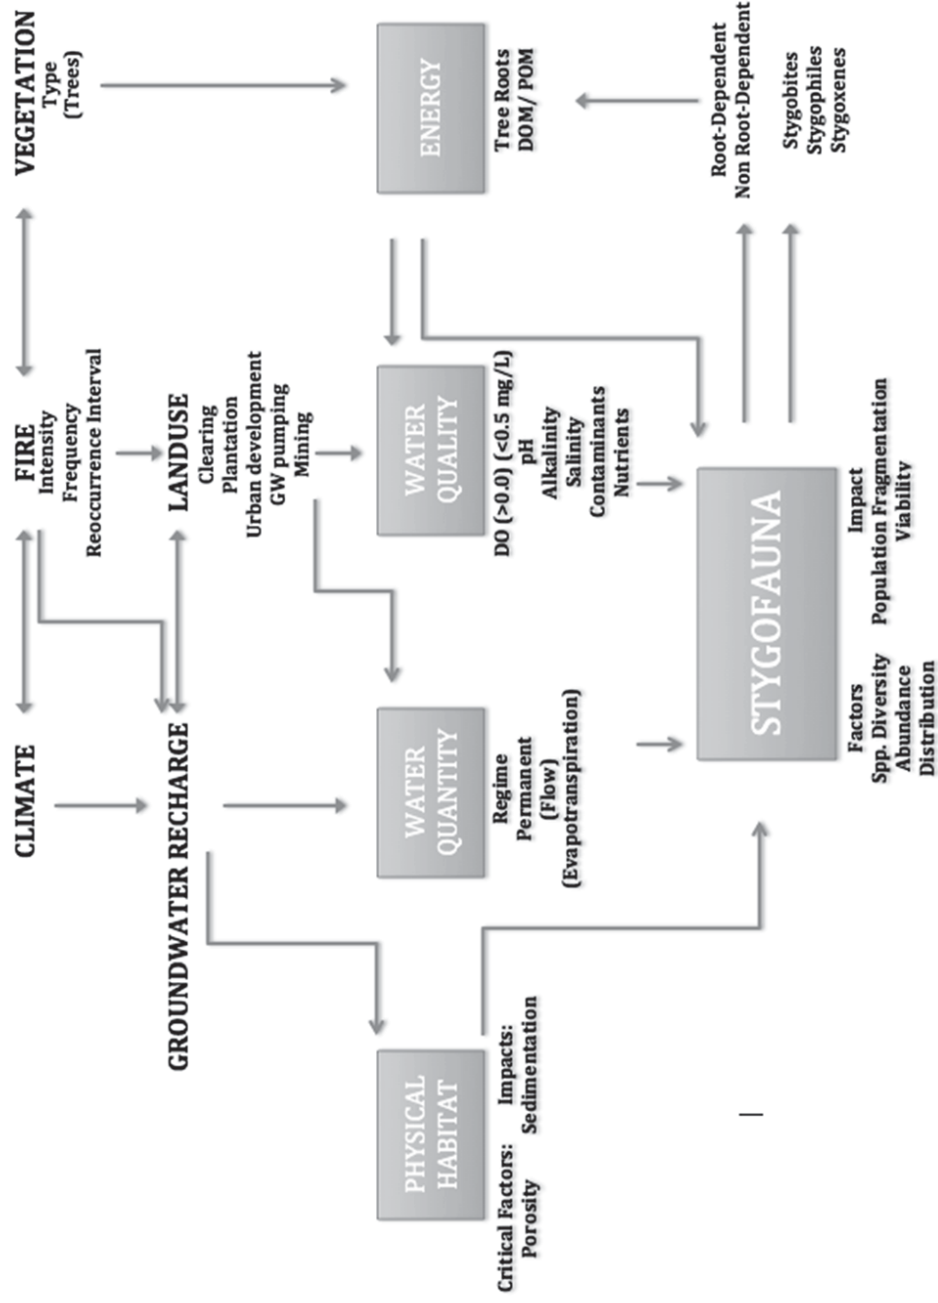 CLIMATE
FIRE
Intensity
Frequency
Reoccurrence Interval
VEGETATION
Type
(Trees)
GROUNDWATER RECHARGE
LANDUSE
Clearing
Plantation
Urban development
GW pumping
Mining
PHYSICAL
HABITAT
Critical Factors:
Porosity
Impacts:
Sedimentation
WATER
QUANTITY
Regime
Permanent
(Flow)
(Evapotranspiration)
WATER
QUALITY
DO (>0.0) (<0.5 mg/L)
pH
Alkalinity
Salinity
Contaminants
Nutrients
ENERGY
Tree Roots
DOM/ POM
STYGOFAUNA
Factors
Spp. Diversity
Abundance
Distribution
Impact
Population Fragmentation
Viability
Root-Dependent
Non Root-Dependent
Stygobites
Stygophiles
Stygoxenes